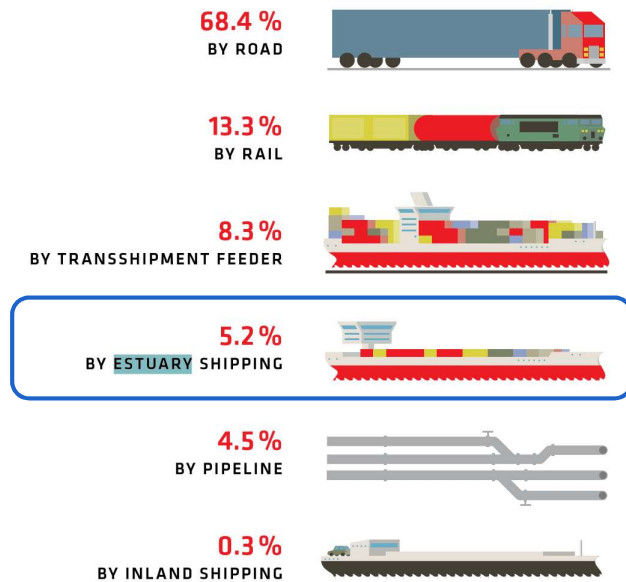 68.4 %
BY ROAD
13.3 %
BY RAIL
8.3 %
BY TRANSSHIPMENT FEEDER
5.2 %
BY ESTUARY SHIPPING
4.5 %
BY PIPELINE
0.3 %
BY INLAND SHIPPING